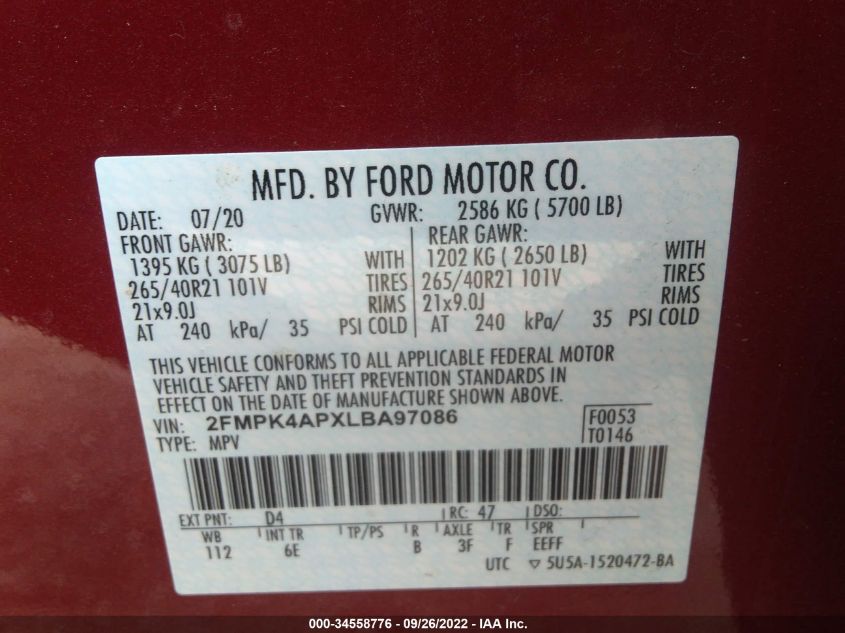 MFD. BY FORD MOTOR CO.
DATE: 07/20 GVWR: 2586 KG ( 5700 LB)
FRONT GAWR: REAR GAWR:
1395 KG ( 3075 LB) WITH 1202 KG ( 2650 LB) WITH
265/40R21 101V TIRES 265/40R21 101V TIRES
21x9.0J RIMS 21x9.0J RIMS
AT 240 kPa/ 35 PSI COLD AT 240 kPa/ 35 PSI COLD
THIS VEHICLE CONFORMS TO ALL APPLICABLE FEDERAL MOTOR
VEHICLE SAFETY AND THEFT PREVENTION STANDARDS IN
EFFECT ON THE DATE OF MANUFACTURE SHOWN ABOVE.
VIN: 2FMPK4APXLBA97086 F0053
TYPE: MPV T0146
EXT PNT: D4 RC: 47 DSO:
WB INT TR TP/PS R AXLE TR SPR
112 6E B 3F F EEFF
UTC ▽ 5U5A-1520472-BA
000-34558776 - 09/26/2022 - IAA Inc.